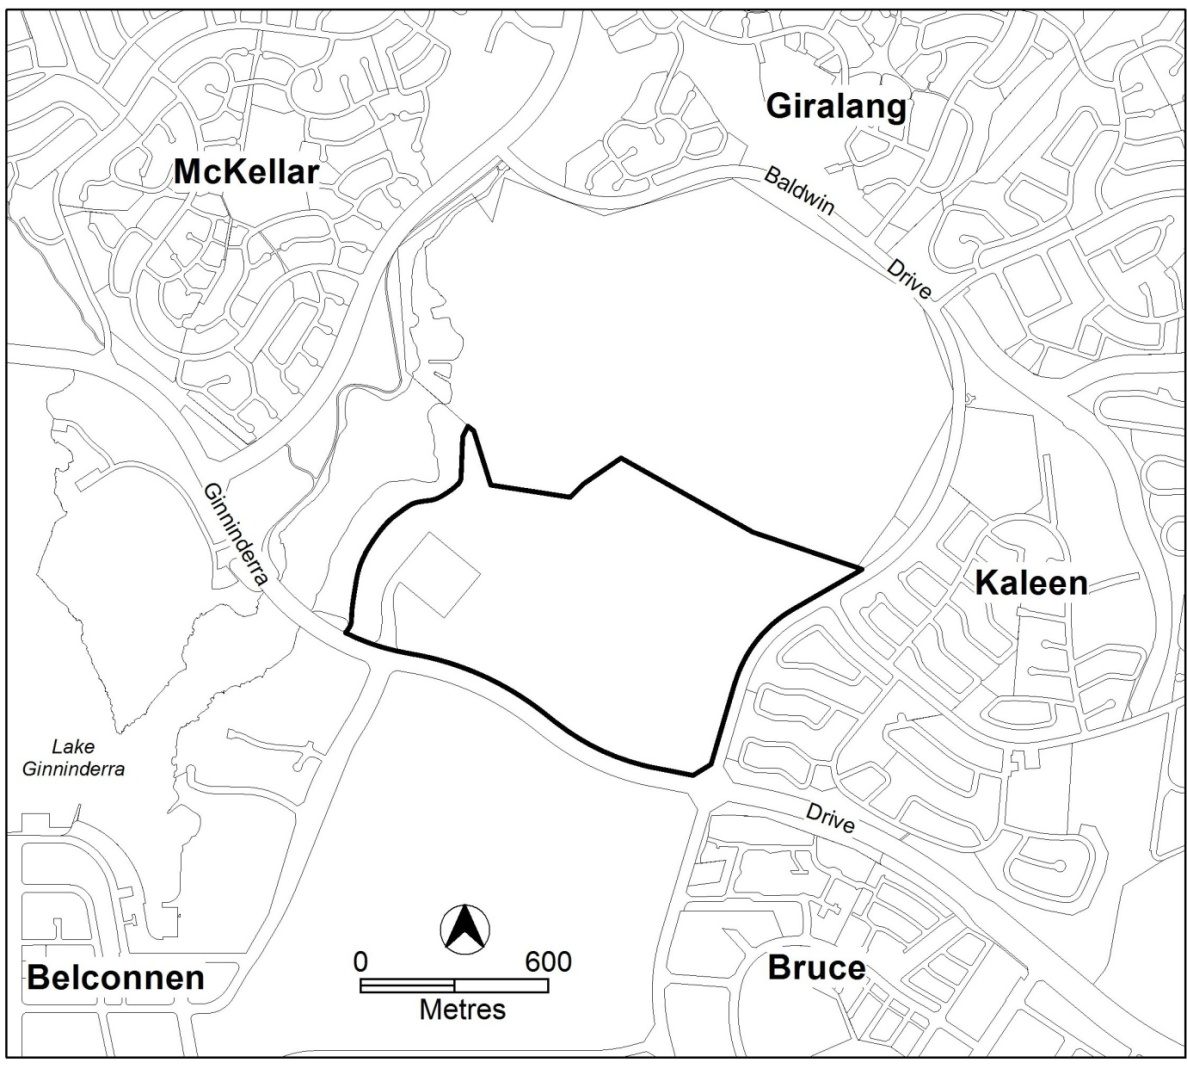 Giralang
McKellar
Baldwin
Drive
Ginninderra
Kaleen
Lake
Ginninderra
Drive
Belconnen
Bruce
0 600
Metres